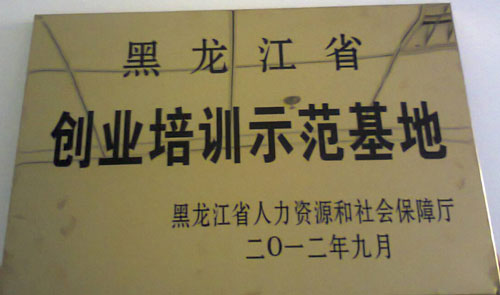 黑龙江省
创业培训示范基地
黑龙江省人力资源和社会保障厅
二O一二年九月